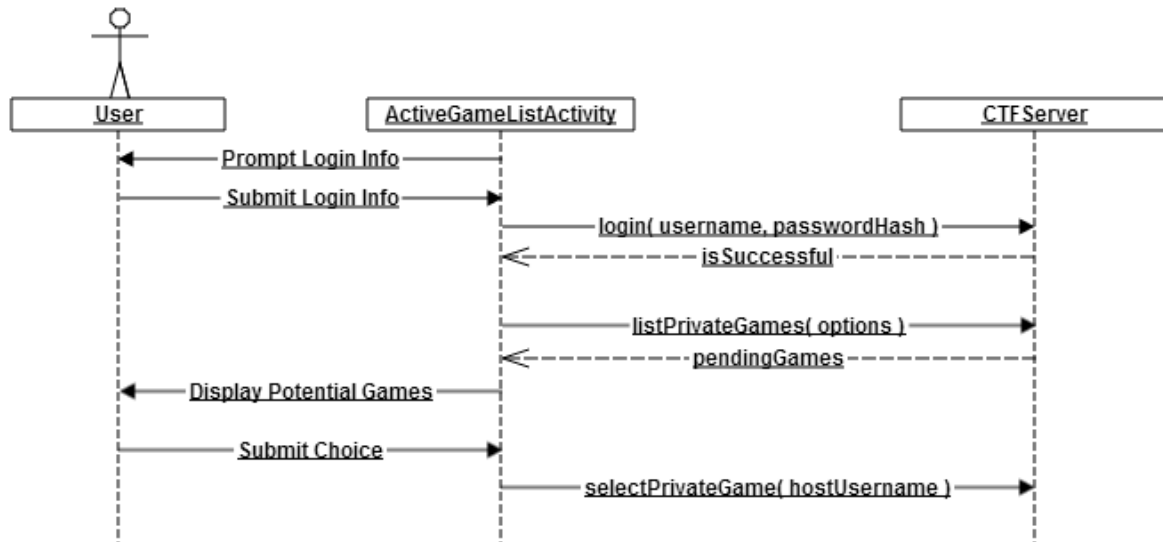 User
ActiveGameListActivity
CTFServer
Prompt Login Info
Submit Login Info
login( username, passwordHash )
isSuccessful
listPrivateGames( options )
pendingGames
Display Potential Games
Submit Choice
selectPrivateGame( hostUsername )